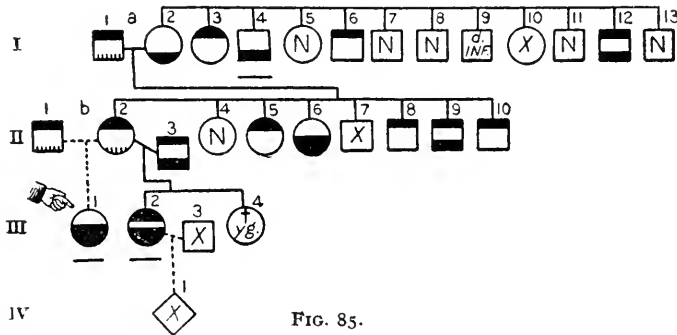 1 a 2 3 4 5 6 7 8 9 10 11 12 13
I N N N d. INF. X N N
1 b 2 3 4 5 6 7 8 9 10
II N X
1 2 3 4
III X yg.
1
IV X
FIG. 85.